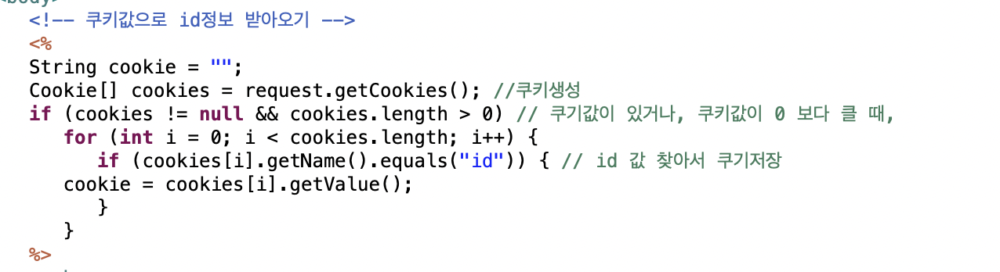 <body>
<!-- 쿠키값으로 id정보 받아오기 -->
<%
String cookie = "";
Cookie[] cookies = request.getCookies(); //쿠키생성
if (cookies != null && cookies.length > 0) // 쿠기값이 있거나, 쿠키값이 0 보다 클 때,
for (int i = 0; i < cookies.length; i++) {
if (cookies[i].getName().equals("id")) { // id 값 찾아서 쿠기저장
cookie = cookies[i].getValue();
}
}
%>